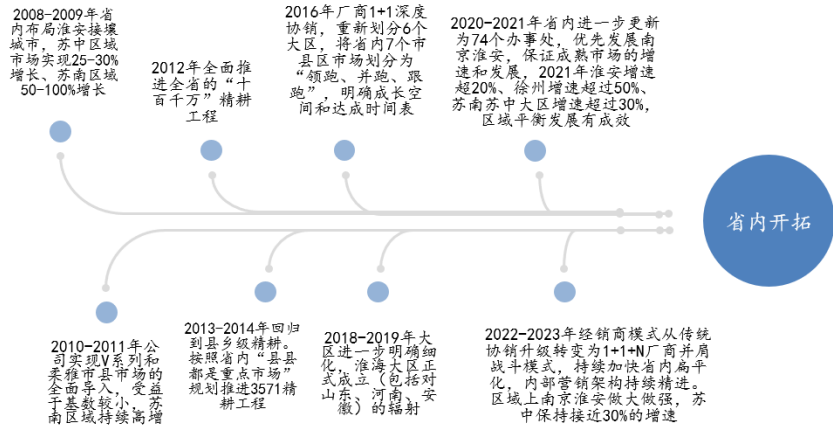 2008-2009年省
内布局淮安接壤
城市，苏中区域
市场实现25-30%
增长、苏南区域
50-100%增长
2012年全面推
进全省的“十
百千万”精耕
工程
2016年厂商1+1深度
协销，重新划分6个
大区，将省内7个市
县区市场划分为
“领跑、并跑、跟
跑”，明确成长空
间和达成时间表
2020-2021年省内进一步更新
为74个办事处，优先发展南
京淮安，保证成熟市场的增
速和发展，2021年淮安增速
超20%、徐州增速超过50%、
苏南苏中大区增速超过30%，
区域平衡发展有成效
省内开拓
2010-2011年公
司实现V系列和
柔雅市县市场的
全面导入，受益
于基数较小，苏
南区域持续高增
2013-2014年回归
到县乡级精耕。
按照省内“县县
都是重点市场”
规划推进3571精
耕工程
2018-2019年大
区进一步明确细
化，淮海大区正
式成立（包括对
山东、河南、安
徽）的辐射
2022-2023年经销商模式从传统
协销升级转变为1+1+N厂商并肩
战斗模式，持续加快省内扁平
化，内部营销架构持续精进。
区域上南京淮安做大做强，苏
中保持接近30%的增速